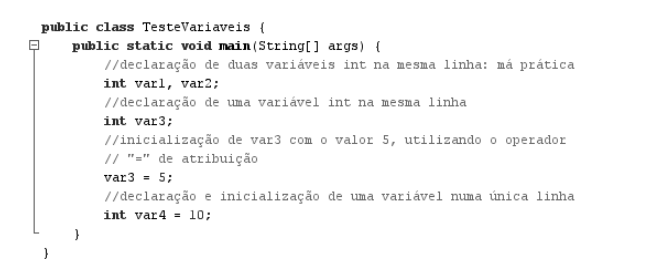 public class TesteVariaveis {
public static void main(String[] args) {
//declaração de duas variáveis int na mesma linha: má prática
int var1, var2;
//declaração de uma variável int na mesma linha
int var3;
//inicialização de var3 com o valor 5, utilizando o operador
// "=" de atribuição
var3 = 5;
//declaração e inicialização de uma variável numa única linha
int var4 = 10;
}
}